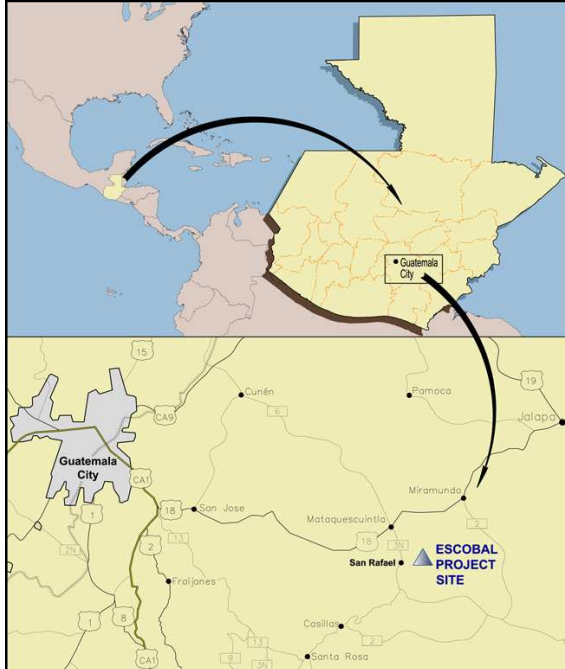 Guatemala
City
15
19
Cunén
Pamoca
6
CA9
Jalapa
Guatemala
City
CA1
Miramundo
18
San Jose
2
1
Mataquescuintla
13
18
3N
2N
2
San Rafael
ESCOBAL
PROJECT
SITE
Fraijanes
1
8
Casillas
2
13
CA1
9
3N
Santa Rosa